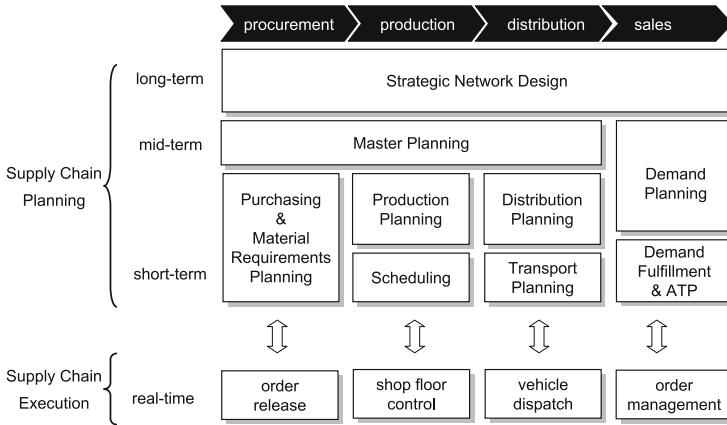 procurement
production
distribution
sales
long-term
Strategic Network Design
mid-term
Master Planning
Supply Chain
Planning
Purchasing
&
Material
Requirements
Planning
Production
Planning
Distribution
Planning
Demand
Planning
short-term
Scheduling
Transport
Planning
Demand
Fulfillment
& ATP
Supply Chain
Execution
real-time
order
release
shop floor
control
vehicle
dispatch
order
management